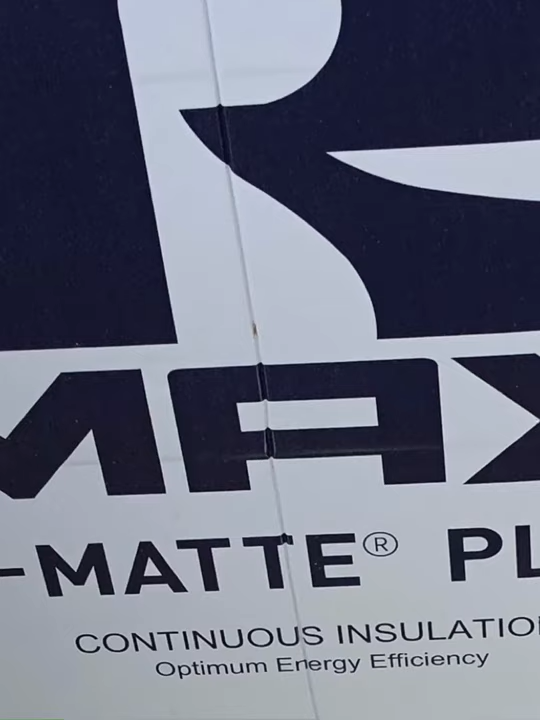 R
MAX
-MATTE® PL
CONTINUOUS INSULATIO
Optimum Energy Efficiency